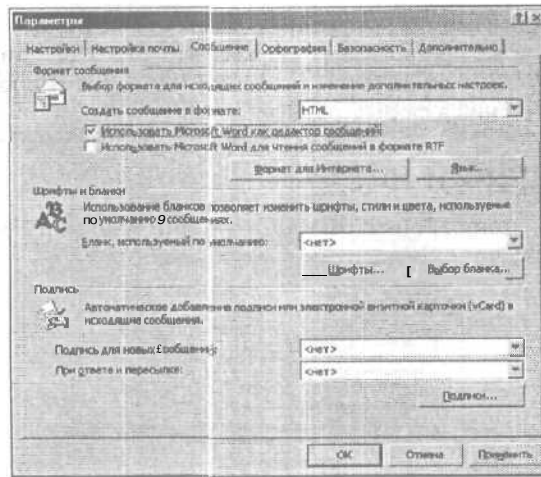 Параметры
Настройки Настройка почты Сообщение Орфография Безопасность Дополнительно
Формат сообщения
Выбор формата для исходящих сообщений и изменение дополнительных настроек.
Создать сообщение в формате: HTML
Использовать Microsoft Word как редактор сообщений
Использовать Microsoft Word для чтения сообщений в формате RTF
Формат для Интернета... Язык...
Шрифты и бланки
Использование бланков позволяет изменить шрифты, стили и цвета, используемые
по умолчанию 9 сообщениях.
Бланк, используемый по умолчанию: <нет>
Шрифты... [ Выбор бланка...
Подпись
Автоматическое добавление подписи или электронной визитной карточки (vCard) в
исходящие сообщения.
Подпись для новых £сообщений: <нет>
При ответе и пересылке: <нет>
Подписи...
ОК Отмена Применить